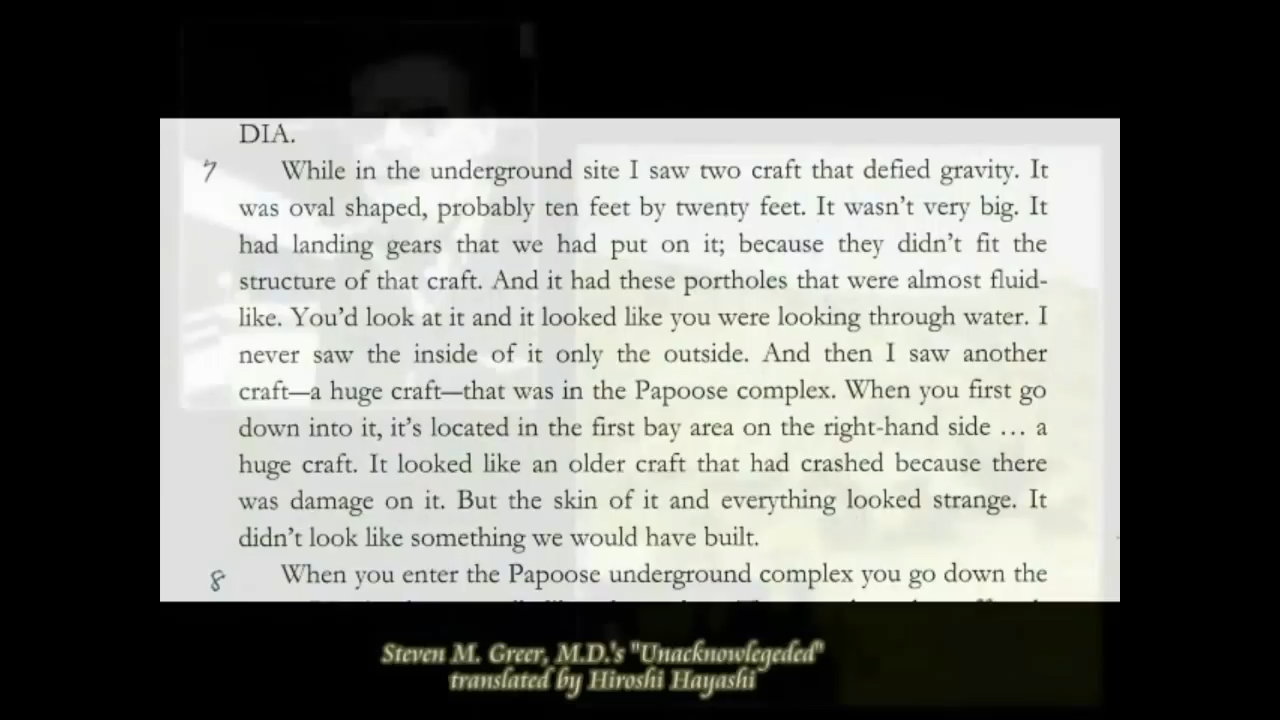 DIA.
7 While in the underground site I saw two craft that defied gravity. It
was oval shaped, probably ten feet by twenty feet. It wasn't very big. It
had landing gears that we had put on it; because they didn't fit the
structure of that craft. And it had these portholes that were almost fluid-
like. You'd look at it and it looked like you were looking through water. I
never saw the inside of it only the outside. And then I saw another
craft—a huge craft—that was in the Papoose complex. When you first go
down into it, it's located in the first bay area on the right-hand side … a
huge craft. It looked like an older craft that had crashed because there
was damage on it. But the skin of it and everything looked strange. It
didn't look like something we would have built.
8 When you enter the Papoose underground complex you go down the
Steven M. Greer, M.D.'s "Unacknowlegeded"
translated by Hiroshi Hayashi